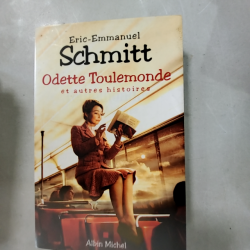 Eric-Emmanuel
Schmitt
Odette Toulemonde
et autres histoires
Albin Michel